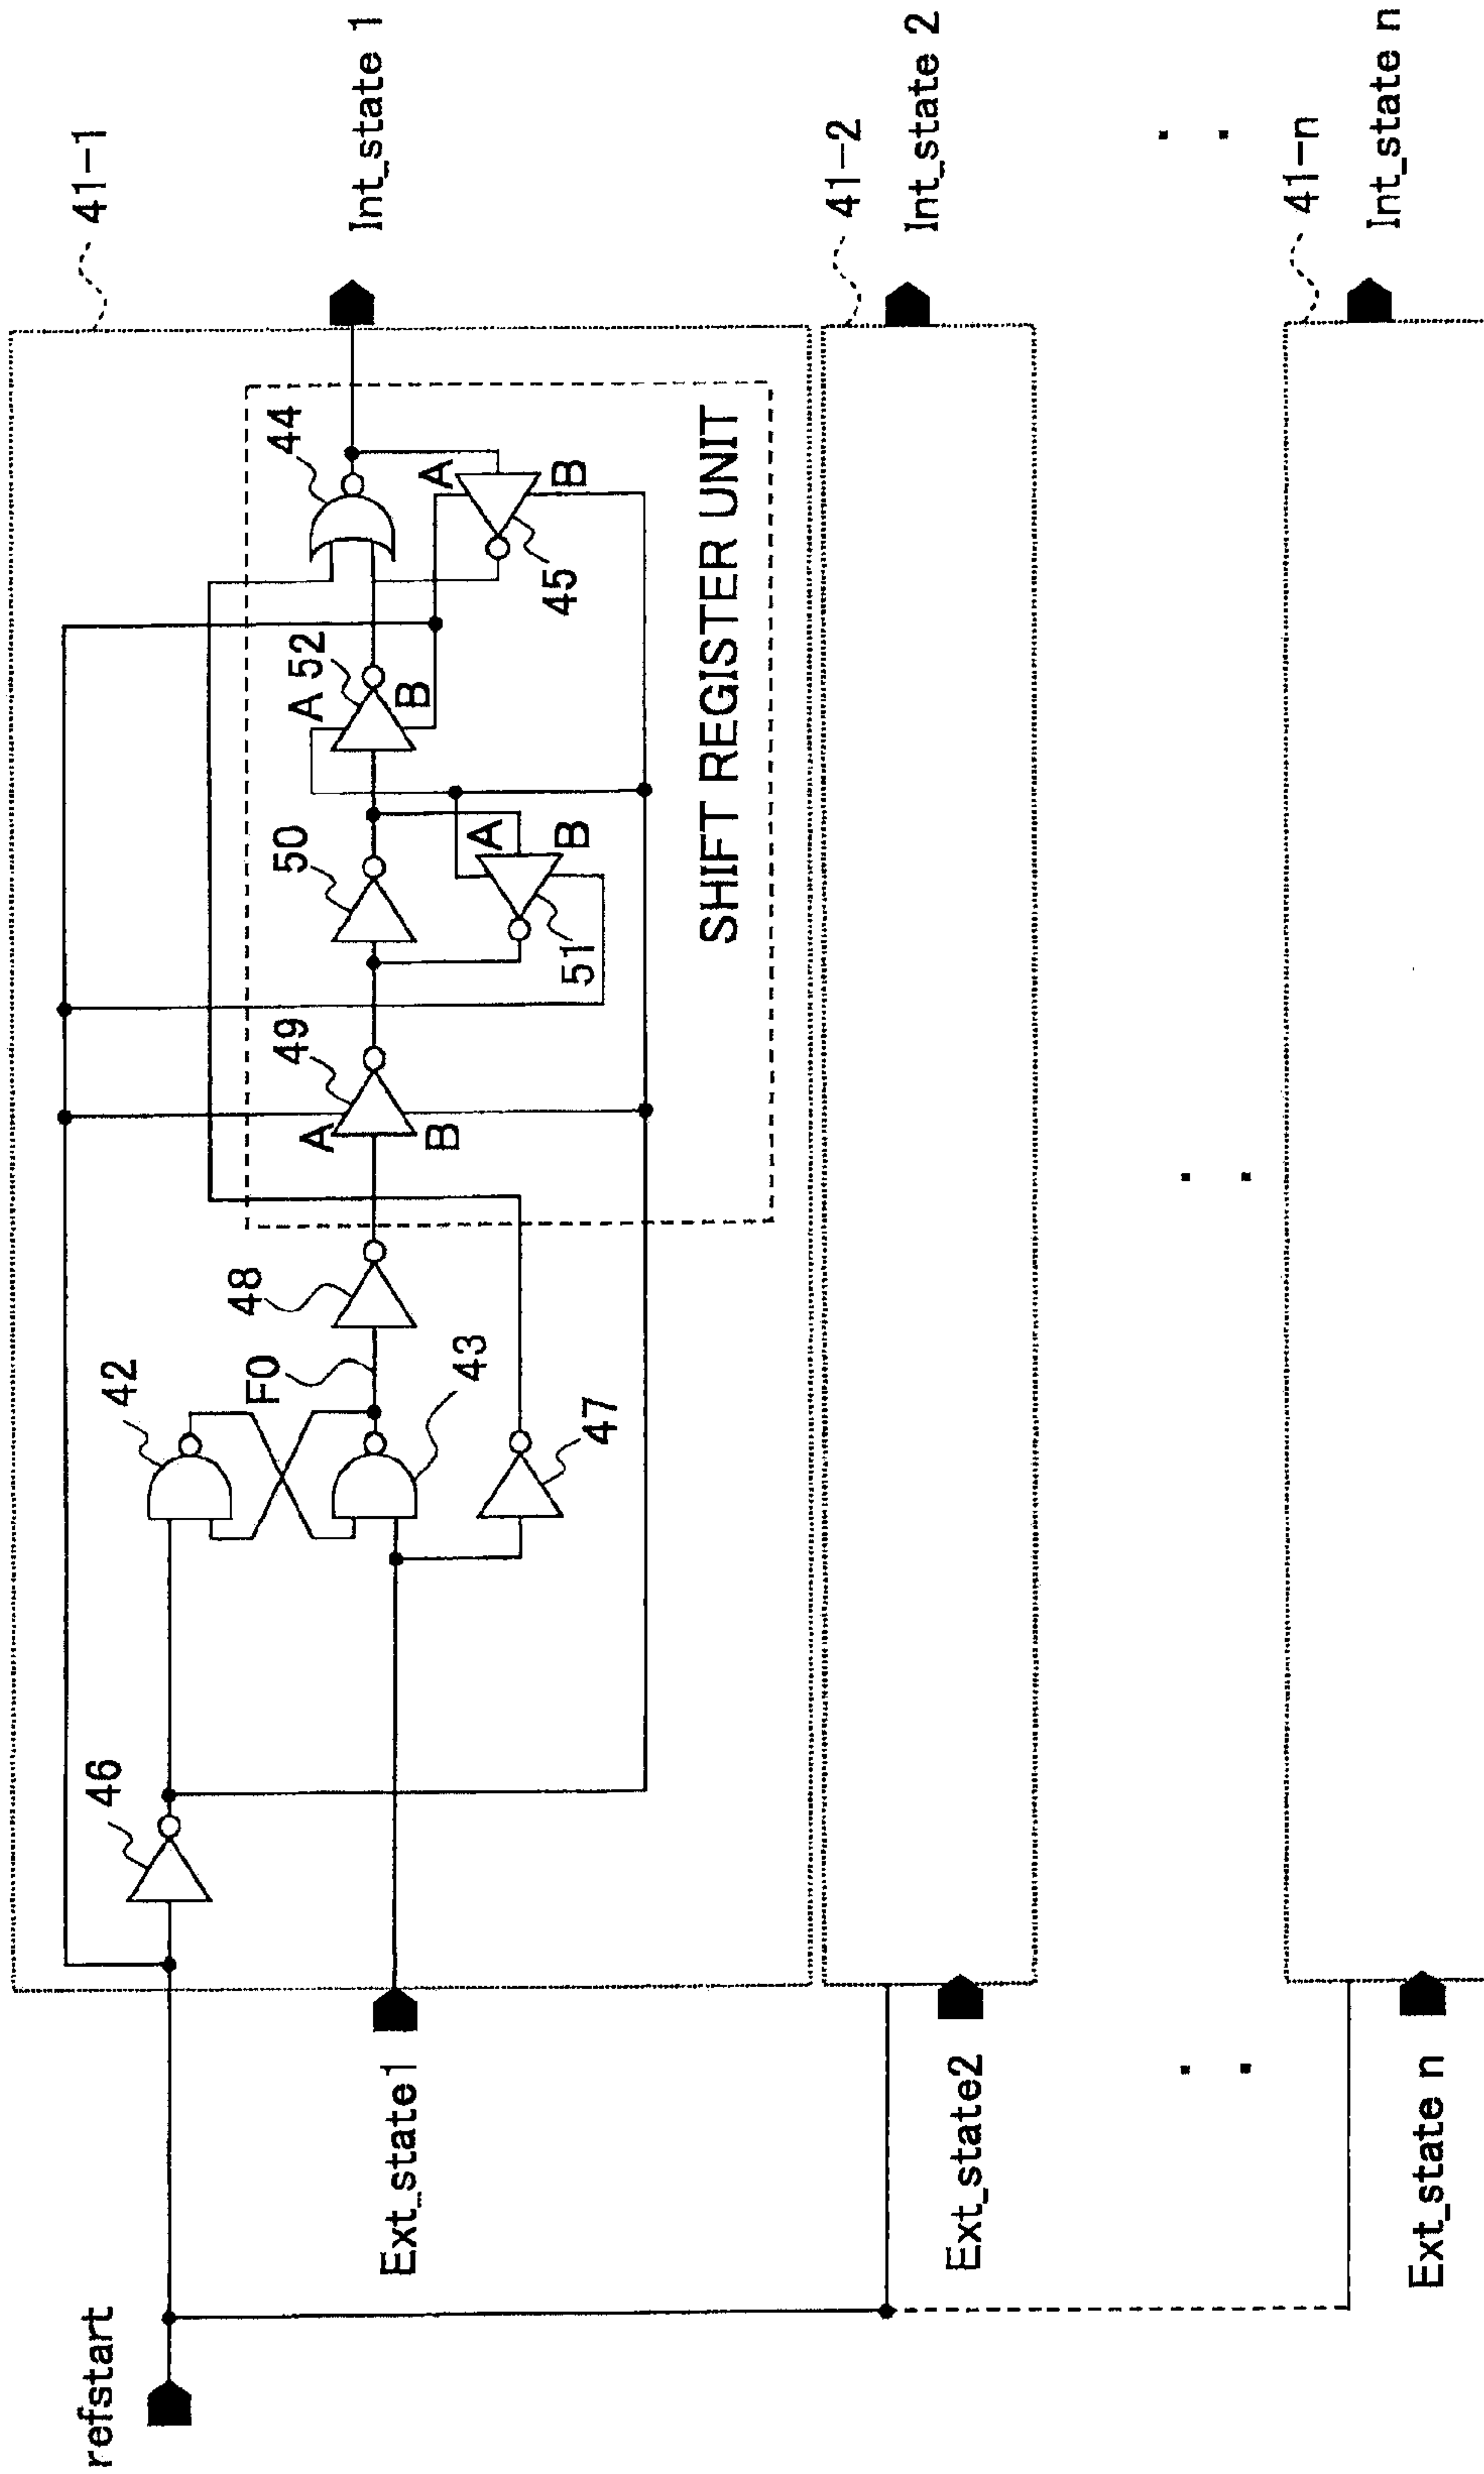 refstart
Ext_state1
Ext_state2
Ext_state n
41-1
46
42
43
47
F0
48
49
A
B
50
51
A
B
A 52
B
44
45
A
B
SHIFT REGISTER UNIT
Int_state 1
41-2
Int_state 2
41-n
Int_state n